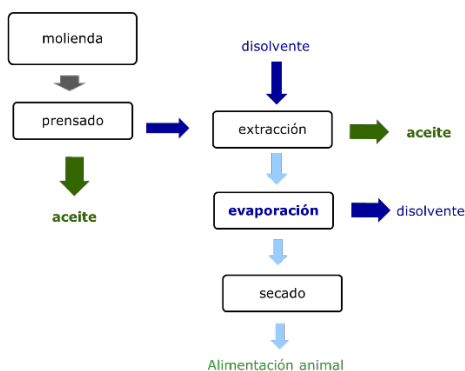 molienda
disolvente
prensado
extracción
aceite
aceite
evaporación
disolvente
secado
Alimentación animal